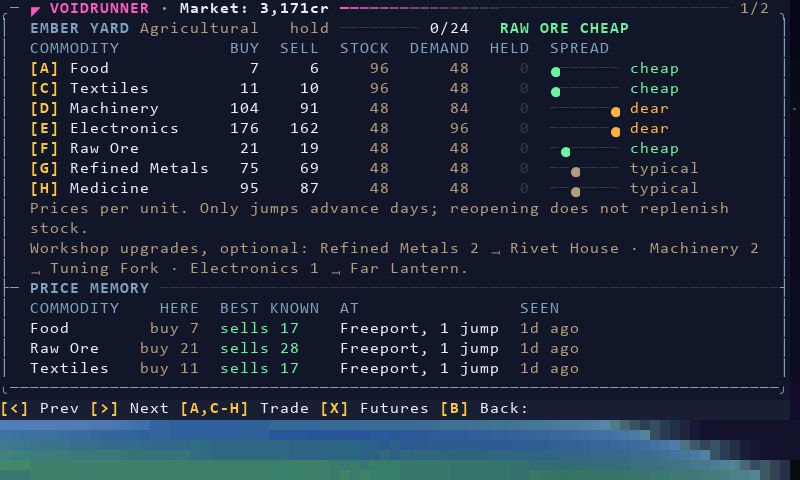 VOIDRUNNER · Market: 3,171cr 1/2
EMBER YARD Agricultural hold 0/24 RAW ORE CHEAP
COMMODITY BUY SELL STOCK DEMAND HELD SPREAD
[A] Food 7 6 96 48 0 cheap
[C] Textiles 11 10 96 48 0 cheap
[D] Machinery 104 91 48 84 0 dear
[E] Electronics 176 162 48 96 0 dear
[F] Raw Ore 21 19 48 48 0 cheap
[G] Refined Metals 75 69 48 48 0 typical
[H] Medicine 95 87 48 48 0 typical
Prices per unit. Only jumps advance days; reopening does not replenish
stock.
Workshop upgrades, optional: Refined Metals 2 → Rivet House · Machinery 2
→ Tuning Fork · Electronics 1 → Far Lantern.
PRICE MEMORY
COMMODITY HERE BEST KNOWN AT SEEN
Food buy 7 sells 17 Freeport, 1 jump 1d ago
Raw Ore buy 21 sells 28 Freeport, 1 jump 1d ago
Textiles buy 11 sells 17 Freeport, 1 jump 1d ago
[<] Prev [>] Next [A,C-H] Trade [X] Futures [B] Back: